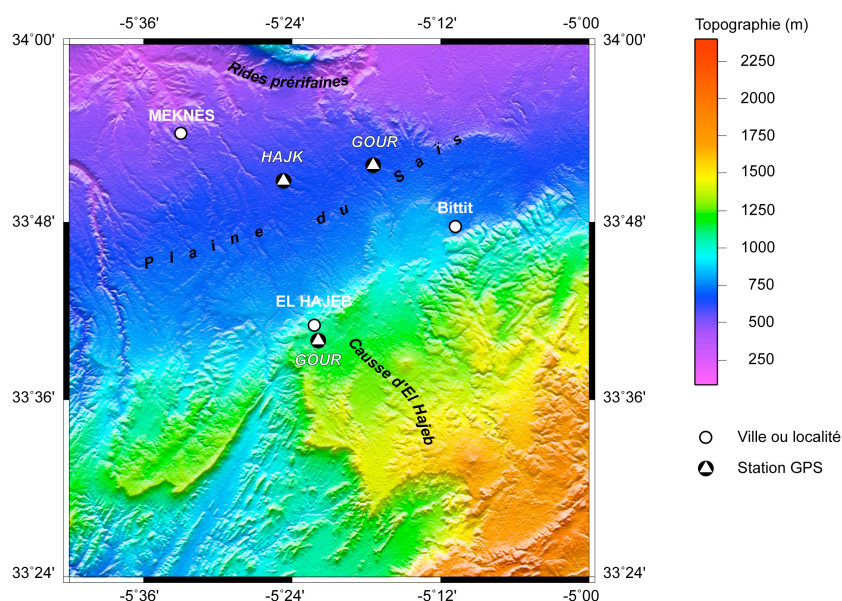 -5˚36' -5˚24' -5˚12' -5˚00'
34˚00' 34˚00'
33˚48' 33˚48'
33˚36' 33˚36'
33˚24' 33˚24'
-5˚36' -5˚24' -5˚12' -5˚00'
Rides prérifaines
MEKNÈS
HAJK
GOUR
Plaine du Saïs
Bittit
EL HAJEB
GOUR
Causse d'El Hajeb
Topographie (m)
2250
2000
1750
1500
1250
1000
750
500
250
Ville ou localité
Station GPS